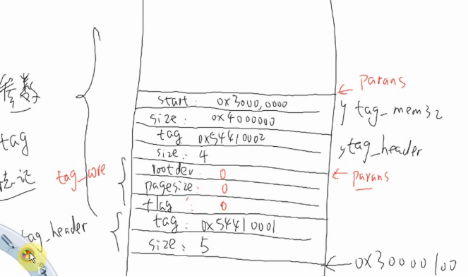 params
start: 0x3000,0000
size: 0x4000000
tag_mem32
参数
tag 0x54410002
tag
size: 4
tag_header
rootdev: 0
params
标记
tag_core
pagesize: 0
flag: 0
tag: 0x54410001
tag_header
size: 5
0x30000100